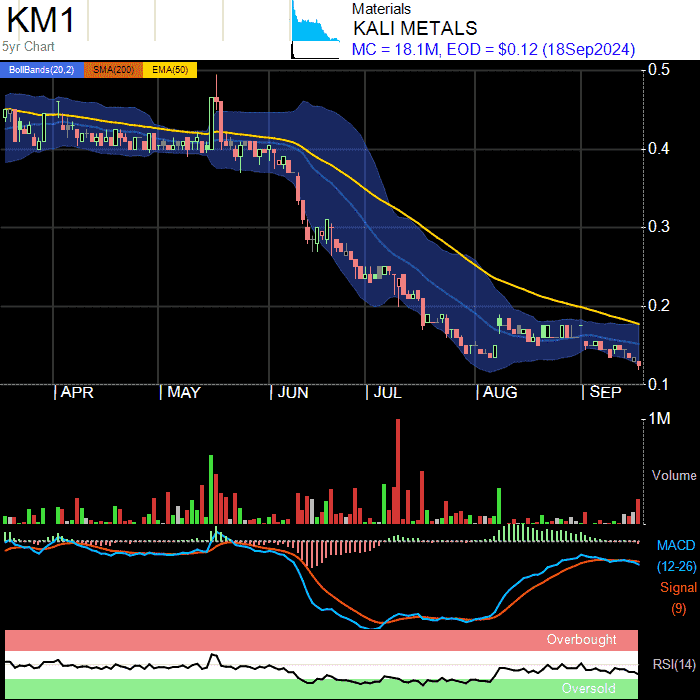 KM1
5yr Chart
Materials
KALI METALS
MC = 18.1M, EOD = $0.12 (18Sep2024)
BollBands(20,2) SMA(200) EMA(50)
0.5
0.4
0.3
0.2
0.1
APR MAY JUN JUL AUG SEP
1M
Volume
MACD
(12-26)
Signal
(9)
Overbought
RSI(14)
Oversold